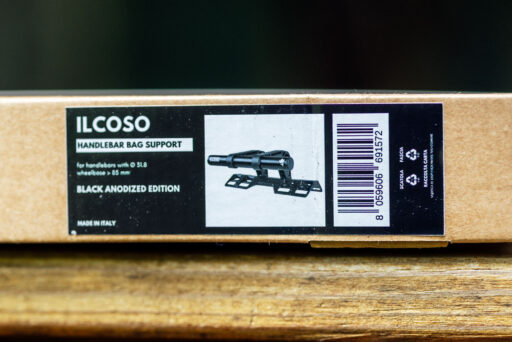 ILCOSO
HANDLEBAR BAG SUPPORT
for handlebars with Ø 31.8
wheelbase > 85 mm
BLACK ANODIZED EDITION
MADE IN ITALY
8 059606 691572
SCATOLA
FASCIA
RACCOLTA CARTA